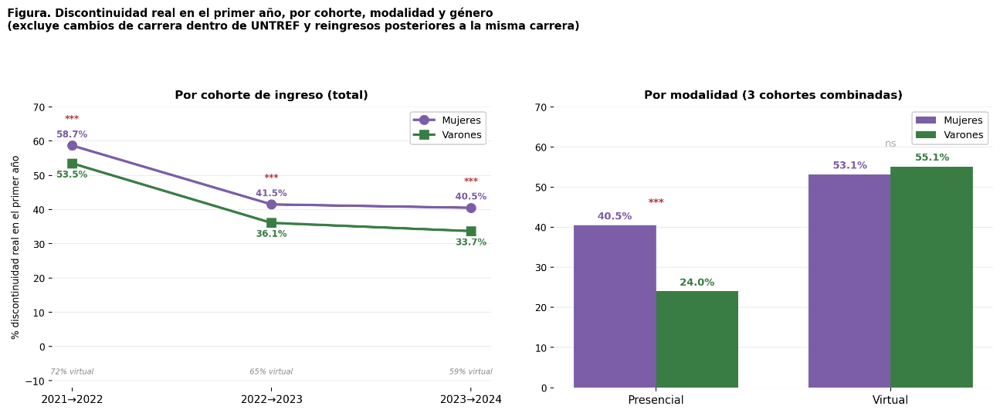 Figura. Discontinuidad real en el primer año, por cohorte, modalidad y género
(excluye cambios de carrera dentro de UNTREF y reingresos posteriores a la misma carrera)
Por cohorte de ingreso (total)
% discontinuidad real en el primer año
70
60
50
40
30
20
10
0
−10
Mujeres
Varones
***
58.7%
53.5%
***
41.5%
36.1%
***
40.5%
33.7%
72% virtual
65% virtual
59% virtual
2021→2022
2022→2023
2023→2024
Por modalidad (3 cohortes combinadas)
70
60
50
40
30
20
10
0
Mujeres
Varones
***
40.5%
24.0%
ns
53.1%
55.1%
Presencial
Virtual